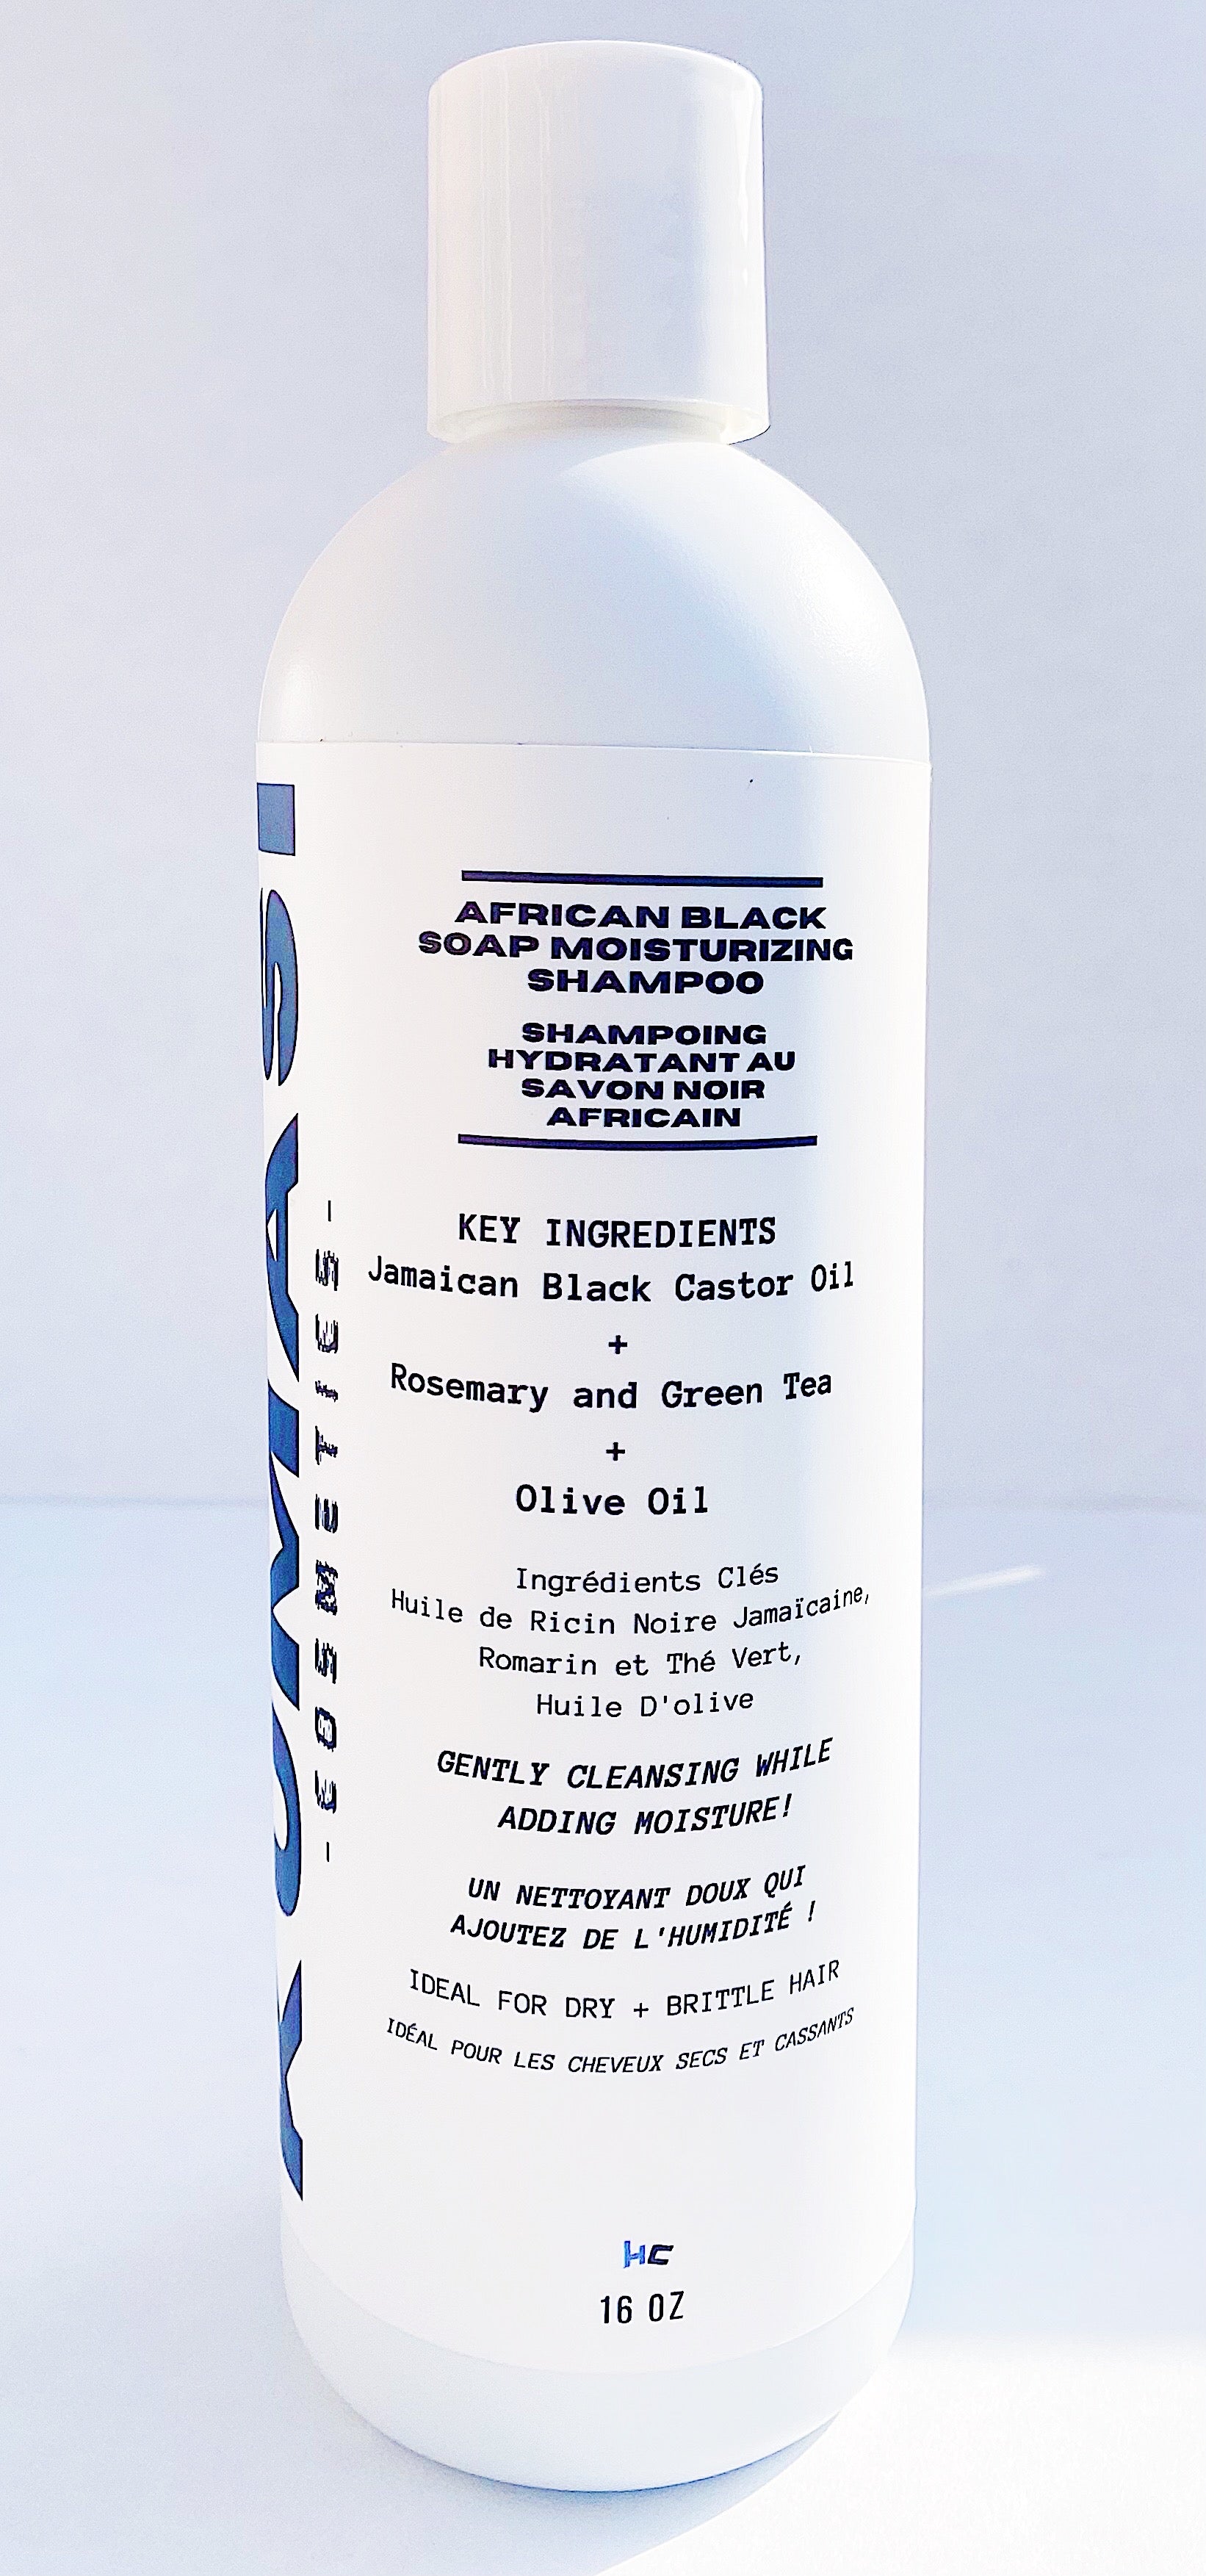 AFRICAN BLACK
SOAP MOISTURIZING
SHAMPOO
SHAMPOING
HYDRATANT AU
SAVON NOIR
AFRICAIN
KEY INGREDIENTS
Jamaican Black Castor Oil
+
Rosemary and Green Tea
+
Olive Oil
Ingrédients Clés
Huile de Ricin Noire Jamaïcaine,
Romarin et Thé Vert,
Huile D'olive
GENTLY CLEANSING WHILE
ADDING MOISTURE!
UN NETTOYANT DOUX QUI
AJOUTEZ DE L'HUMIDITÉ !
IDEAL FOR DRY + BRITTLE HAIR
IDÉAL POUR LES CHEVEUX SECS ET CASSANTS
HC
16 OZ